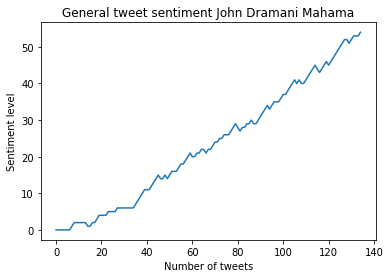 General tweet sentiment John Dramani Mahama
50
40
30
20
10
0
Sentiment level
0 20 40 60 80 100 120 140
Number of tweets